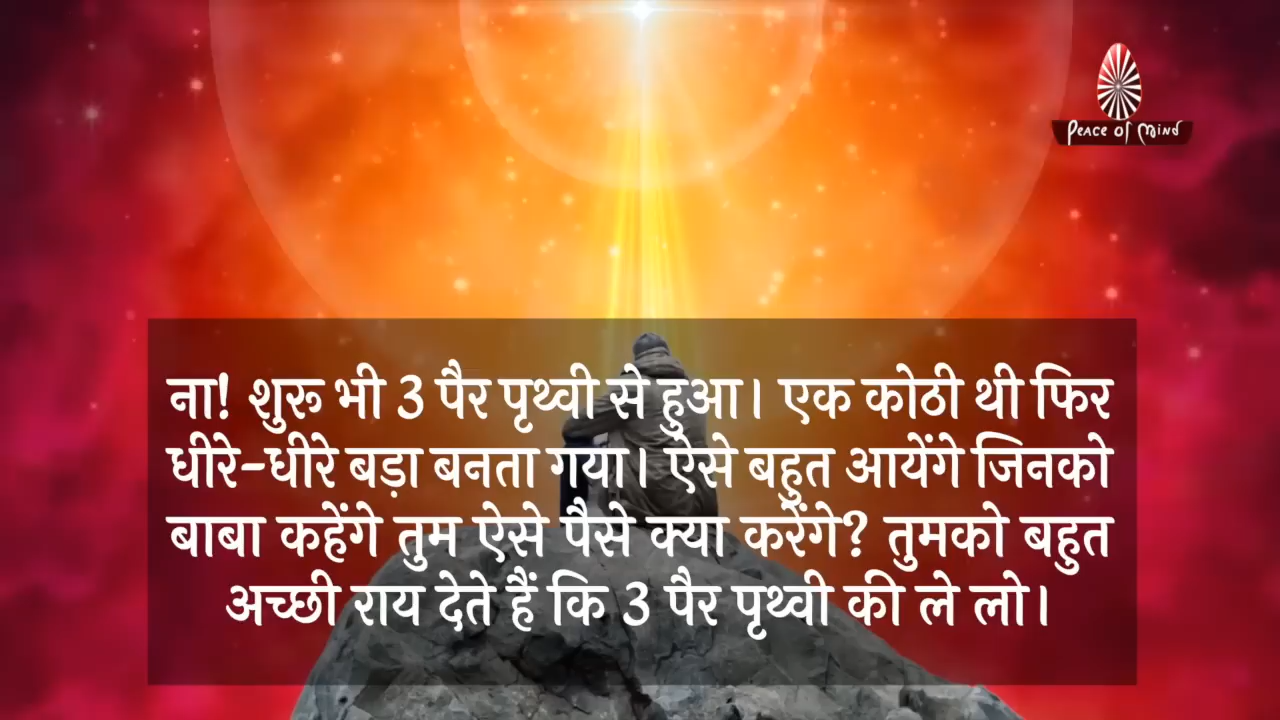 Peace of Mind
ना! शुरू भी 3 पैर पृथ्वी से हुआ। एक कोठी थी फिर
धीरे-धीरे बड़ा बनता गया। ऐसे बहुत आयेंगे जिनको
बाबा कहेंगे तुम ऐसे पैसे क्या करेंगे? तुमको बहुत
अच्छी राय देते हैं कि 3 पैर पृथ्वी की ले लो।